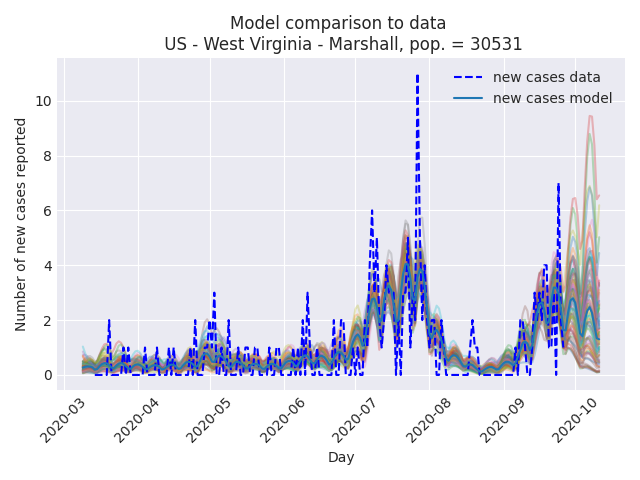 Model comparison to data
US - West Virginia - Marshall, pop. = 30531
new cases data
new cases model
Number of new cases reported
10
8
6
4
2
0
2020-03
2020-04
2020-05
2020-06
2020-07
2020-08
2020-09
2020-10
Day